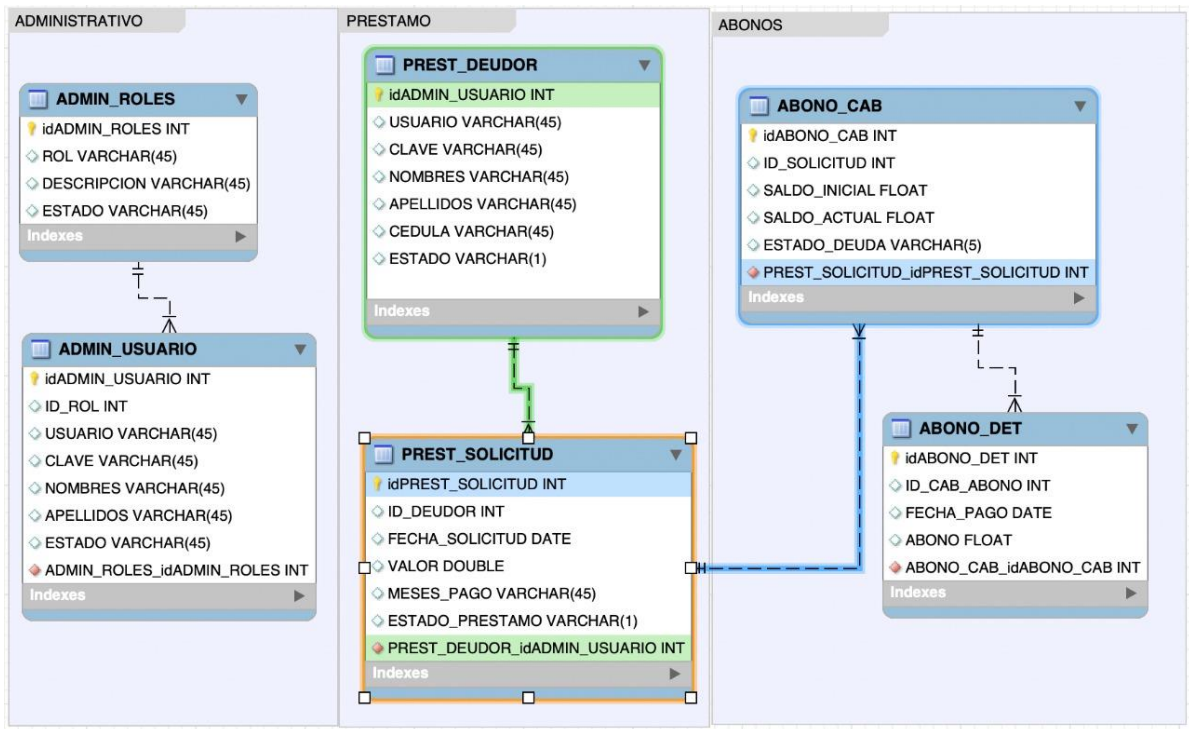 ADMINISTRATIVO
ADMIN_ROLES
idADMIN_ROLES INT
ROL VARCHAR(45)
DESCRIPCION VARCHAR(45)
ESTADO VARCHAR(45)
Indexes
ADMIN_USUARIO
idADMIN_USUARIO INT
ID_ROL INT
USUARIO VARCHAR(45)
CLAVE VARCHAR(45)
NOMBRES VARCHAR(45)
APELLIDOS VARCHAR(45)
ESTADO VARCHAR(45)
ADMIN_ROLES_idADMIN_ROLES INT
Indexes
PRESTAMO
PREST_DEUDOR
idADMIN_USUARIO INT
USUARIO VARCHAR(45)
CLAVE VARCHAR(45)
NOMBRES VARCHAR(45)
APELLIDOS VARCHAR(45)
CEDULA VARCHAR(45)
ESTADO VARCHAR(1)
Indexes
PREST_SOLICITUD
idPREST_SOLICITUD INT
ID_DEUDOR INT
FECHA_SOLICITUD DATE
VALOR DOUBLE
MESES_PAGO VARCHAR(45)
ESTADO_PRESTAMO VARCHAR(1)
PREST_DEUDOR_idADMIN_USUARIO INT
Indexes
ABONOS
ABONO_CAB
idABONO_CAB INT
ID_SOLICITUD INT
SALDO_INICIAL FLOAT
SALDO_ACTUAL FLOAT
ESTADO_DEUDA VARCHAR(5)
PREST_SOLICITUD_idPREST_SOLICITUD INT
Indexes
ABONO_DET
idABONO_DET INT
ID_CAB_ABONO INT
FECHA_PAGO DATE
ABONO FLOAT
ABONO_CAB_idABONO_CAB INT
Indexes